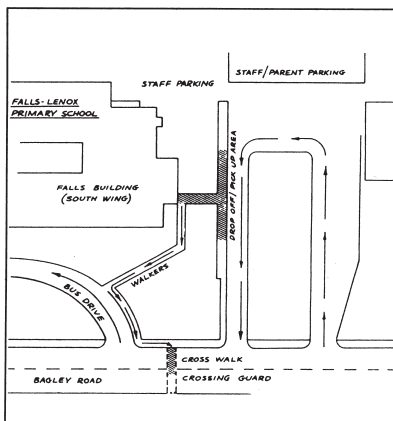 STAFF PARKING
STAFF/PARENT PARKING
FALLS-LENOX
PRIMARY SCHOOL
FALLS BUILDING
(SOUTH WING)
DROP OFF/PICK UP AREA
WALKERS
BUS DRIVE
CROSS WALK
BAGLEY ROAD
CROSSING GUARD